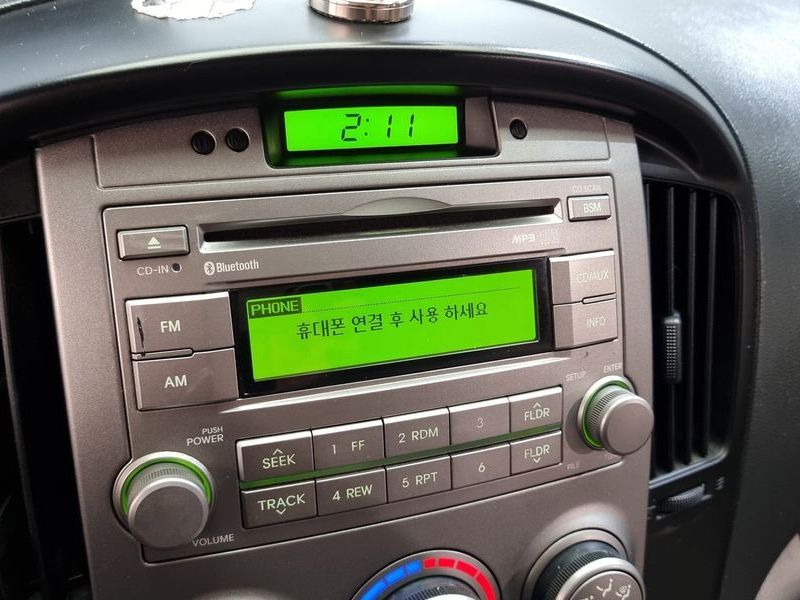 2:11
CD SCAN
BSM
MP3
CD-IN
Bluetooth
CD/AUX
PHONE
휴대폰 연결 후 사용 하세요
FM
INFO
AM
SETUP
ENTER
PUSH
POWER
SEEK
1 FF
2 RDM
3
FLDR
TRACK
4 REW
5 RPT
6
FLDR
FILE
VOLUME